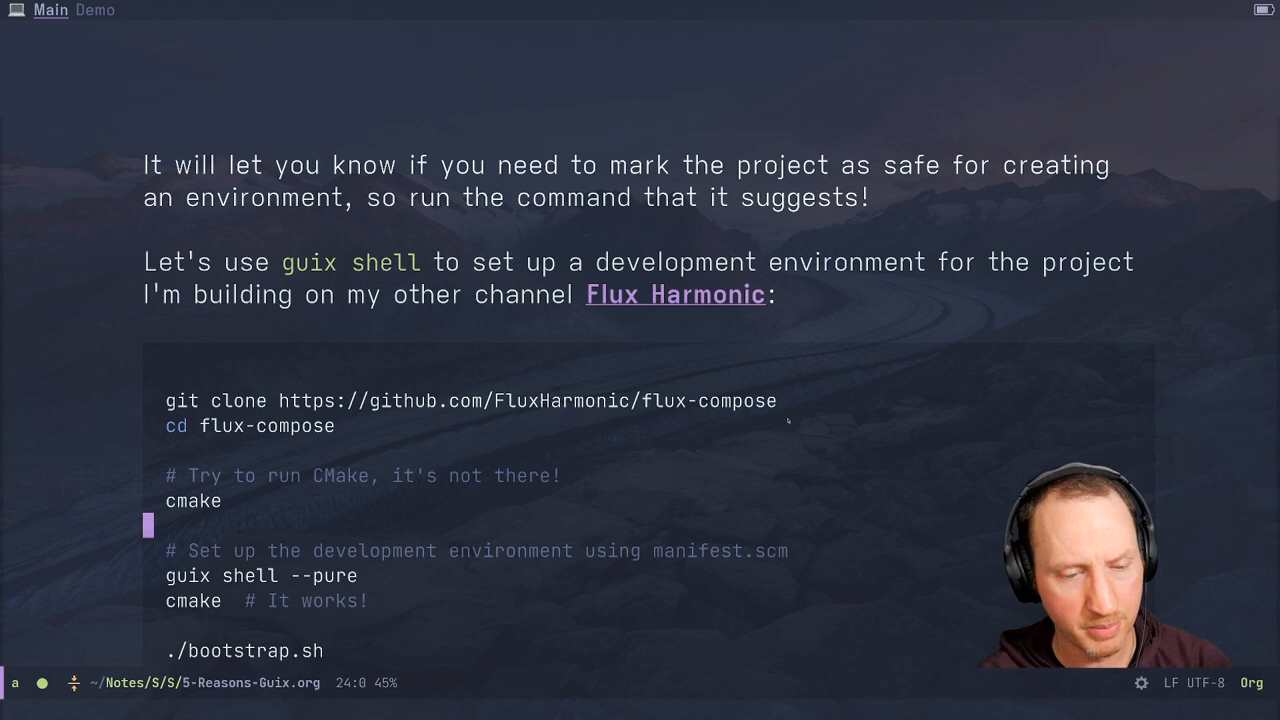 Main Demo
It will let you know if you need to mark the project as safe for creating
an environment, so run the command that it suggests!
Let's use guix shell to set up a development environment for the project
I'm building on my other channel Flux Harmonic:
git clone https://github.com/FluxHarmonic/flux-compose
cd flux-compose
# Try to run CMake, it's not there!
cmake
# Set up the development environment using manifest.scm
guix shell --pure
cmake  # It works!
./bootstrap.sh
a ~/Notes/S/S/5-Reasons-Guix.org 24:0 45% LF UTF-8 Org